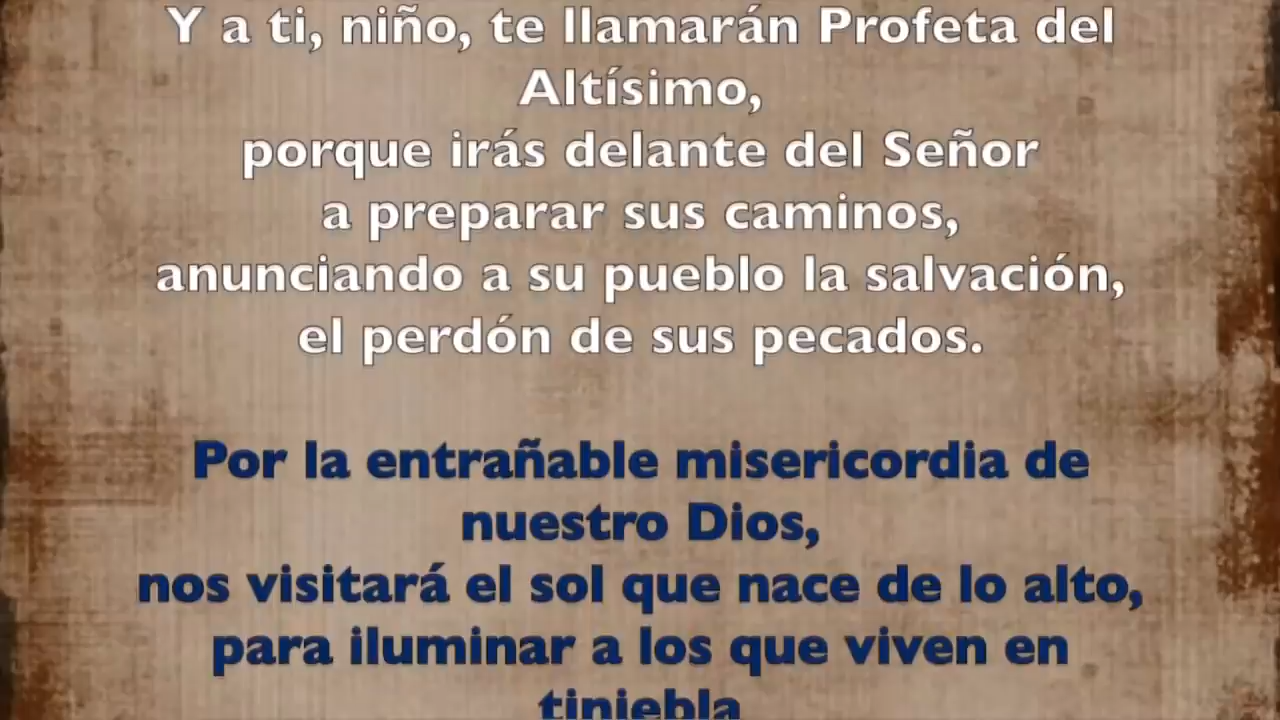 Y a ti, niño, te llamarán Profeta del
Altísimo,
porque irás delante del Señor
a preparar sus caminos,
anunciando a su pueblo la salvación,
el perdón de sus pecados.
Por la entrañable misericordia de
nuestro Dios,
nos visitará el sol que nace de lo alto,
para iluminar a los que viven en
tiniebla